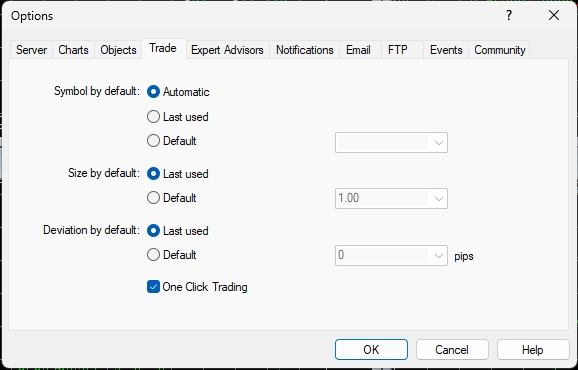 Options
?
Server Charts Objects Trade Expert Advisors Notifications Email FTP Events Community
Symbol by default: Automatic
Last used
Default
Size by default: Last used
Default 1.00
Deviation by default: Last used
Default 0 pips
One Click Trading
OK Cancel Help